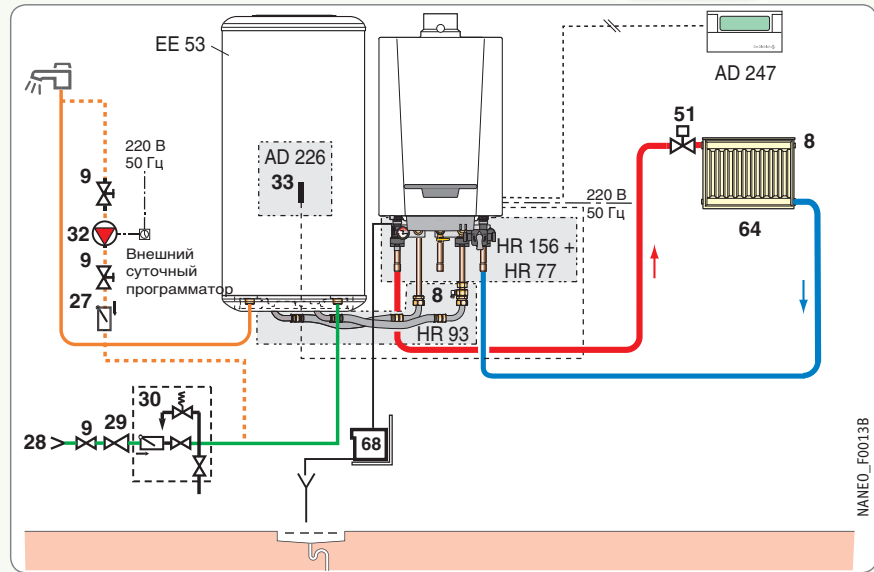 EE 53
AD 247
51
8
64
220 В
50 Гц
9
32
Внешний
суточный
программатор
9
27
AD 226
33
220 В
50 Гц
HR 156 +
HR 77
8
HR 93
30
28
9
29
68
NANEO_F0013B